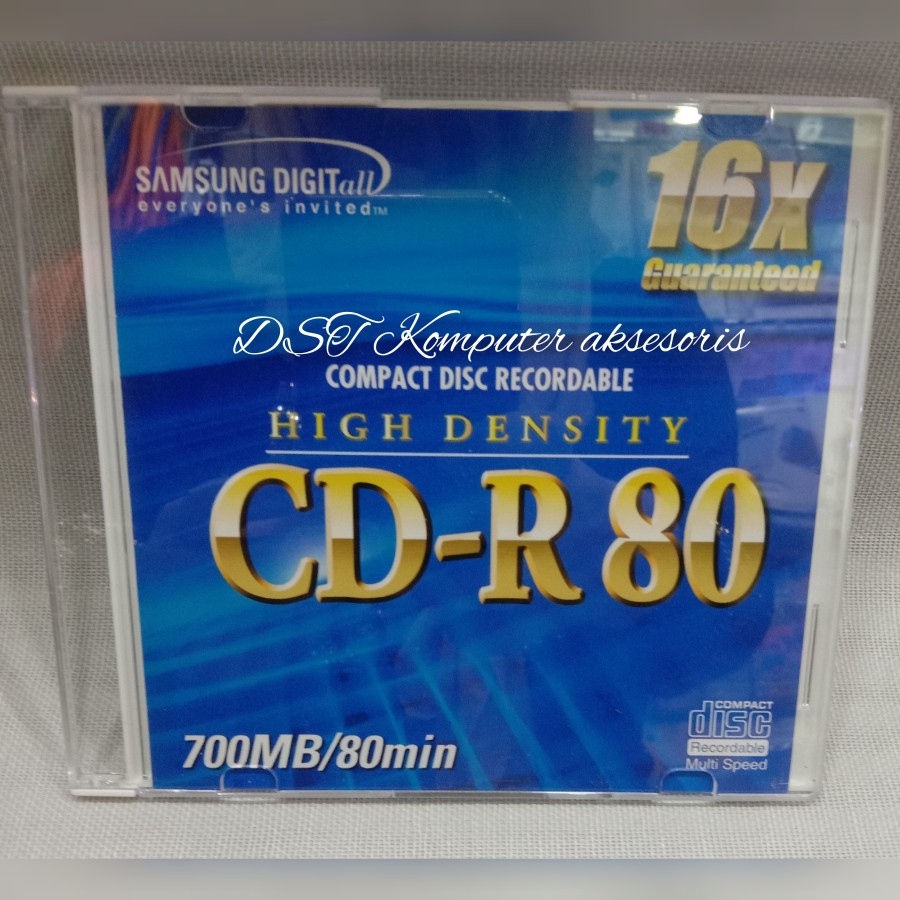 SAMSUNG DIGITall
everyone's invited™
16x
Guaranteed
DST Komputer aksesoris
COMPACT DISC RECORDABLE
HIGH DENSITY
CD-R 80
700MB/80min
COMPACT
disc
Recordable
Multi Speed